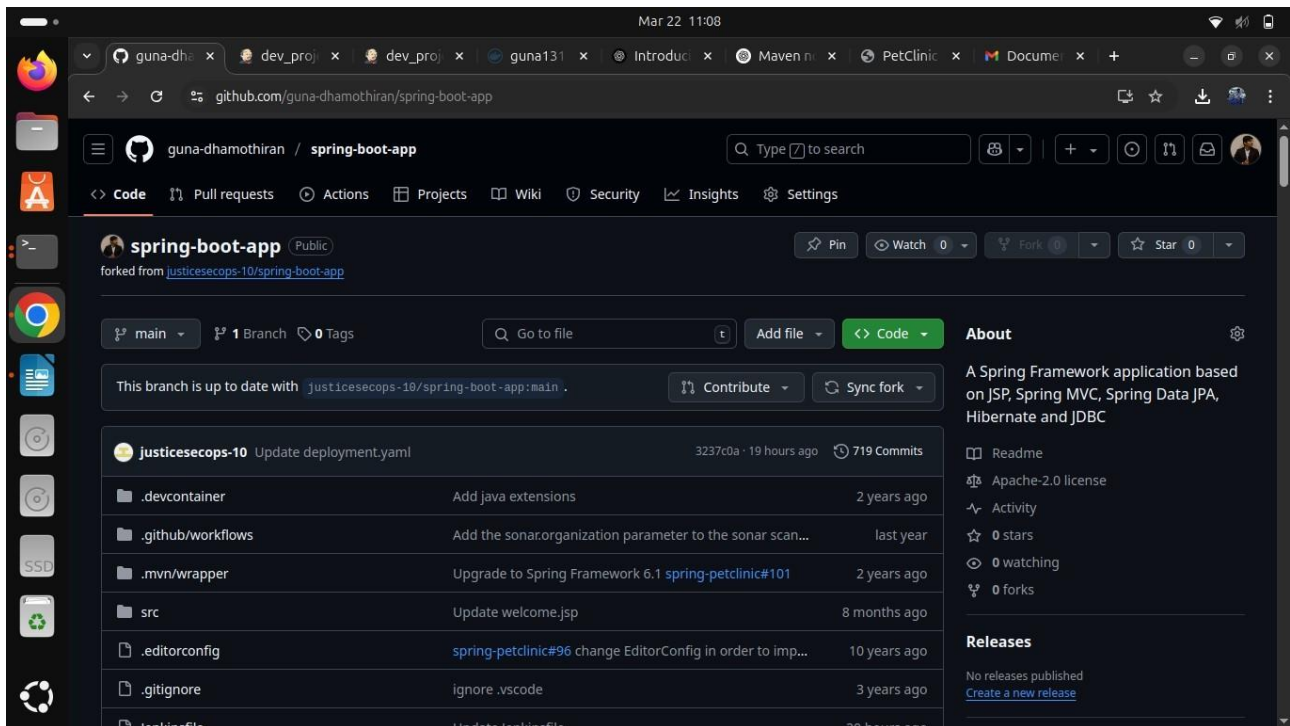 Mar 22 11:08
guna-dha
dev_proj
dev_proj
guna131
Introduci
Maven n
PetClinic
Documen
github.com/guna-dhamothiran/spring-boot-app
guna-dhamothiran / spring-boot-app
Type / to search
<> Code
Pull requests
Actions
Projects
Wiki
Security
Insights
Settings
spring-boot-app Public
Pin
Watch 0
Fork 0
Star 0
forked from justicesecops-10/spring-boot-app
main
1 Branch
0 Tags
Go to file
t
Add file
<> Code
This branch is up to date with justicesecops-10/spring-boot-app:main .
Contribute
Sync fork
justicesecops-10 Update deployment.yaml
3237c0a · 19 hours ago
719 Commits
.devcontainer
Add java extensions
2 years ago
.github/workflows
Add the sonar.organization parameter to the sonar scan...
last year
.mvn/wrapper
Upgrade to Spring Framework 6.1 spring-petclinic#101
2 years ago
src
Update welcome.jsp
8 months ago
.editorconfig
spring-petclinic#96 change EditorConfig in order to imp...
10 years ago
.gitignore
ignore .vscode
3 years ago
About
A Spring Framework application based
on JSP, Spring MVC, Spring Data JPA,
Hibernate and JDBC
Readme
Apache-2.0 license
Activity
0 stars
0 watching
0 forks
Releases
No releases published
Create a new release
SSD